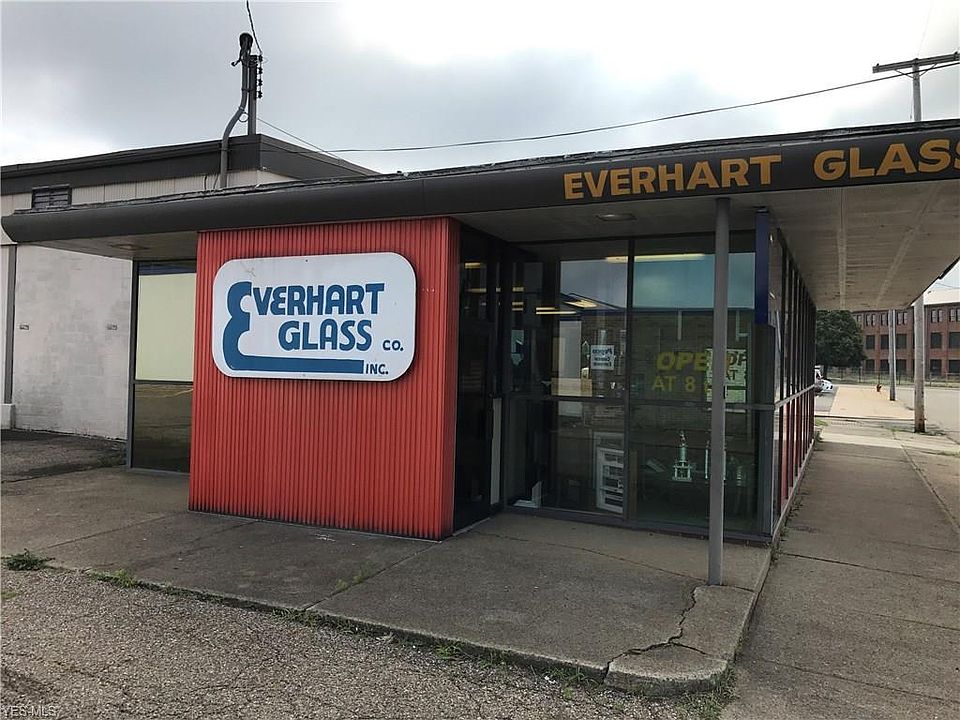 EVERHART GLASS
EVERHART
GLASS CO.
INC.
OPE
AT 8
YES-MLS